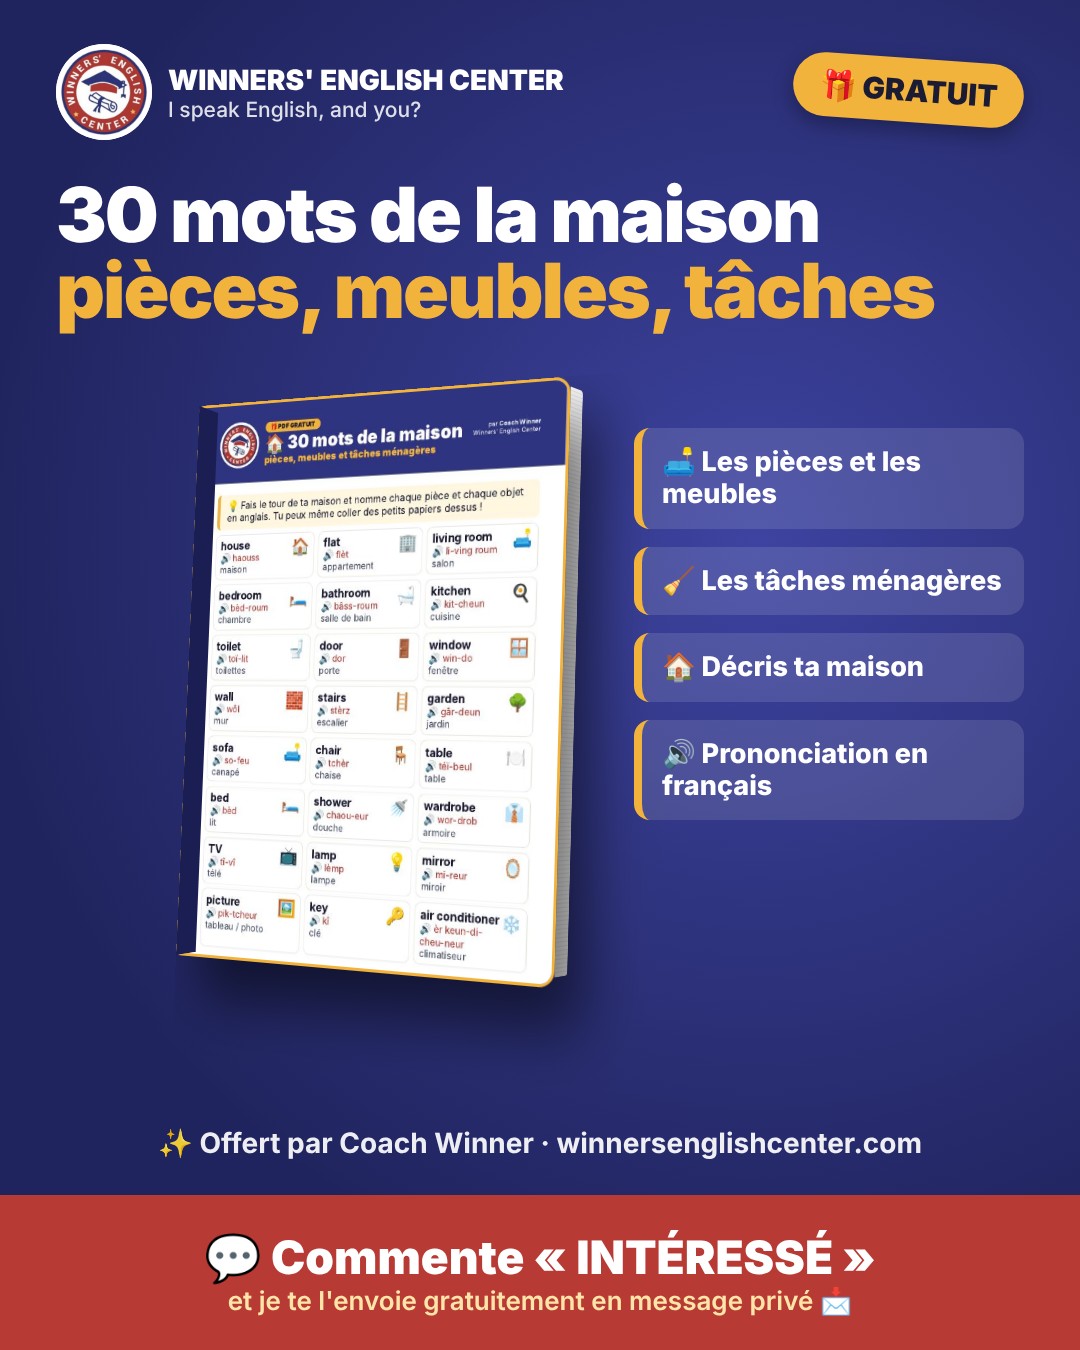 WINNERS' ENGLISH CENTER
WINNERS' ENGLISH CENTER
I speak English, and you?
🎁 GRATUIT
30 mots de la maison
pièces, meubles, tâches
🎁 PDF GRATUIT
🏠 30 mots de la maison
pièces, meubles et tâches ménagères
par Coach Winner
Winners' English Center
💡 Fais le tour de ta maison et nomme chaque pièce et chaque objet
en anglais. Tu peux même coller des petits papiers dessus !
house
🔊 haouss
maison
flat
🔊 flèt
appartement
living room
🔊 li-ving roum
salon
bedroom
🔊 bèd-roum
chambre
bathroom
🔊 bâss-roum
salle de bain
kitchen
🔊 kit-cheun
cuisine
toilet
🔊 toï-lit
toilettes
door
🔊 dor
porte
window
🔊 win-do
fenêtre
wall
🔊 wôl
mur
stairs
🔊 stèrz
escalier
garden
🔊 gâr-deun
jardin
sofa
🔊 so-feu
canapé
chair
🔊 tchèr
chaise
table
🔊 téi-beul
table
bed
🔊 bèd
lit
shower
🔊 chaou-eur
douche
wardrobe
🔊 wor-drob
armoire
TV
🔊 ti-vi
télé
lamp
🔊 lèmp
lampe
mirror
🔊 mi-reur
miroir
picture
🔊 pik-tcheur
tableau / photo
key
🔊 kî
clé
air conditioner
🔊 èr keun-di-
cheu-neur
climatiseur
🛋️ Les pièces et les
meubles
🧹 Les tâches ménagères
🏠 Décris ta maison
🔊 Prononciation en
français
✨ Offert par Coach Winner · winnersenglishcenter.com
💬 Commente « INTÉRESSÉ »
et je te l'envoie gratuitement en message privé 📩